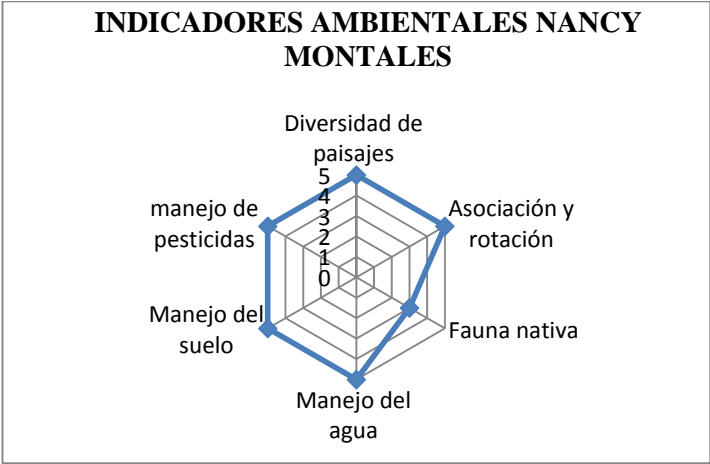 INDICADORES AMBIENTALES NANCY
MONTALES
Diversidad de
paisajes
5
4
3
2
1
0
Asociación y
rotación
Fauna nativa
Manejo del
agua
Manejo del
suelo
manejo de
pesticidas